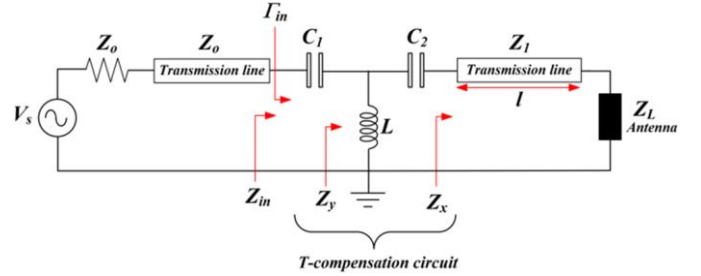 Γin
Zo
Zo
C1
C2
Z1
Transmission line
Transmission line
Vs
L
l
ZL
Antenna
Zin
Zy
Zx
T-compensation circuit